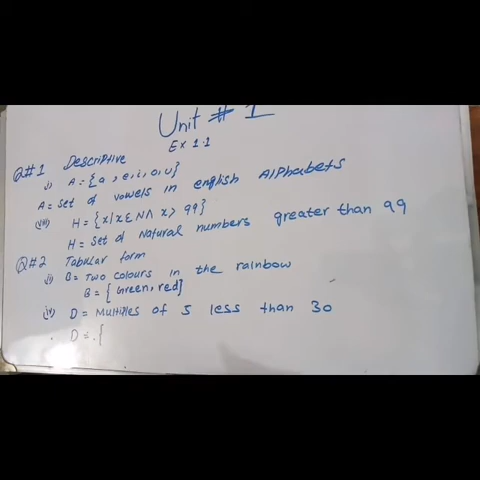 Unit # 1
Ex 1.1
Q#1 Descriptive
i) A = {a, e, i, o, u}
A = Set of vowels in english Alphabets
(viii) H = {x|x ε N Λ x > 99}
H = Set of Natural numbers greater than 99
Q#2 Tabular form
ii) B = Two colours in the rainbow
B = {Green, red}
iv) D = Multiples of 5 less than 30
D = {